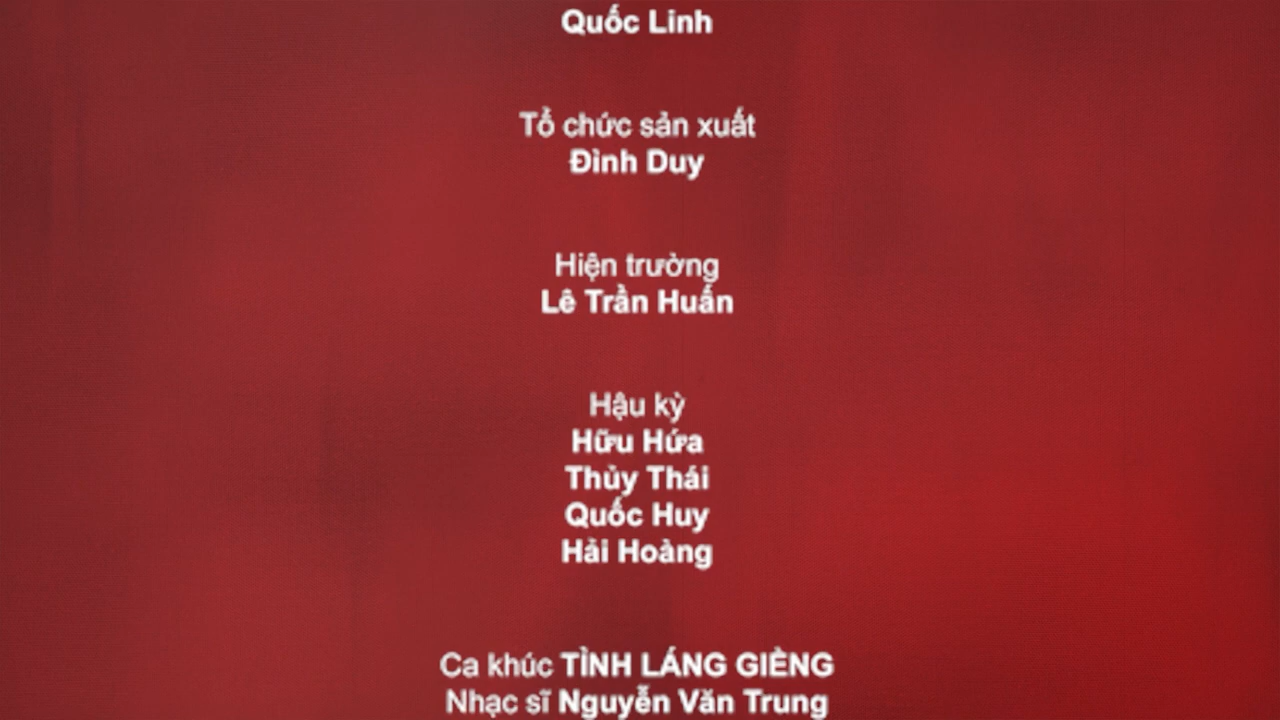 Quốc Linh
Tổ chức sản xuất
Đình Duy
Hiện trường
Lê Trần Huấn
Hậu kỳ
Hữu Hứa
Thủy Thái
Quốc Huy
Hải Hoàng
Ca khúc TÌNH LÁNG GIỀNG
Nhạc sĩ Nguyễn Văn Trung